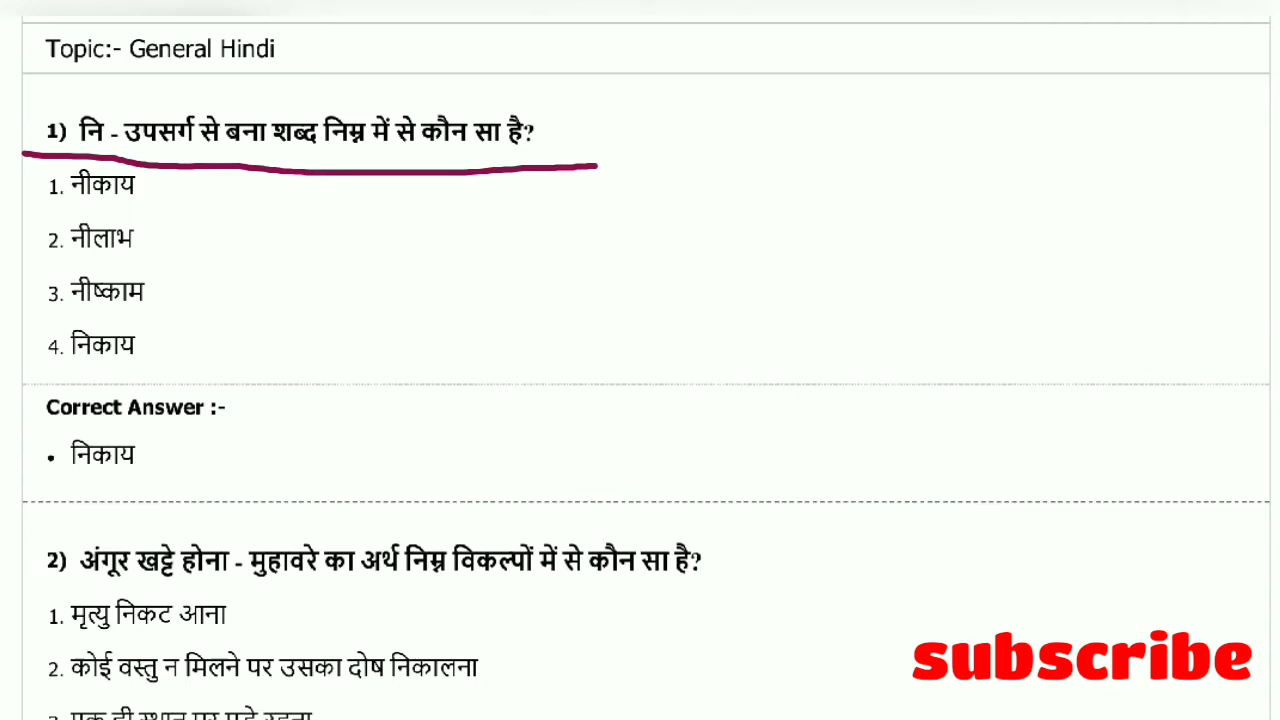 Topic:- General Hindi
1) नि - उपसर्ग से बना शब्द निम्न में से कौन सा है?
1. नीकाय
2. नीलाभ
3. नीष्काम
4. निकाय
Correct Answer :-
• निकाय
2) अंगूर खट्टे होना - मुहावरे का अर्थ निम्न विकल्पों में से कौन सा है?
1. मृत्यु निकट आना
2. कोई वस्तु न मिलने पर उसका दोष निकालना
subscribe